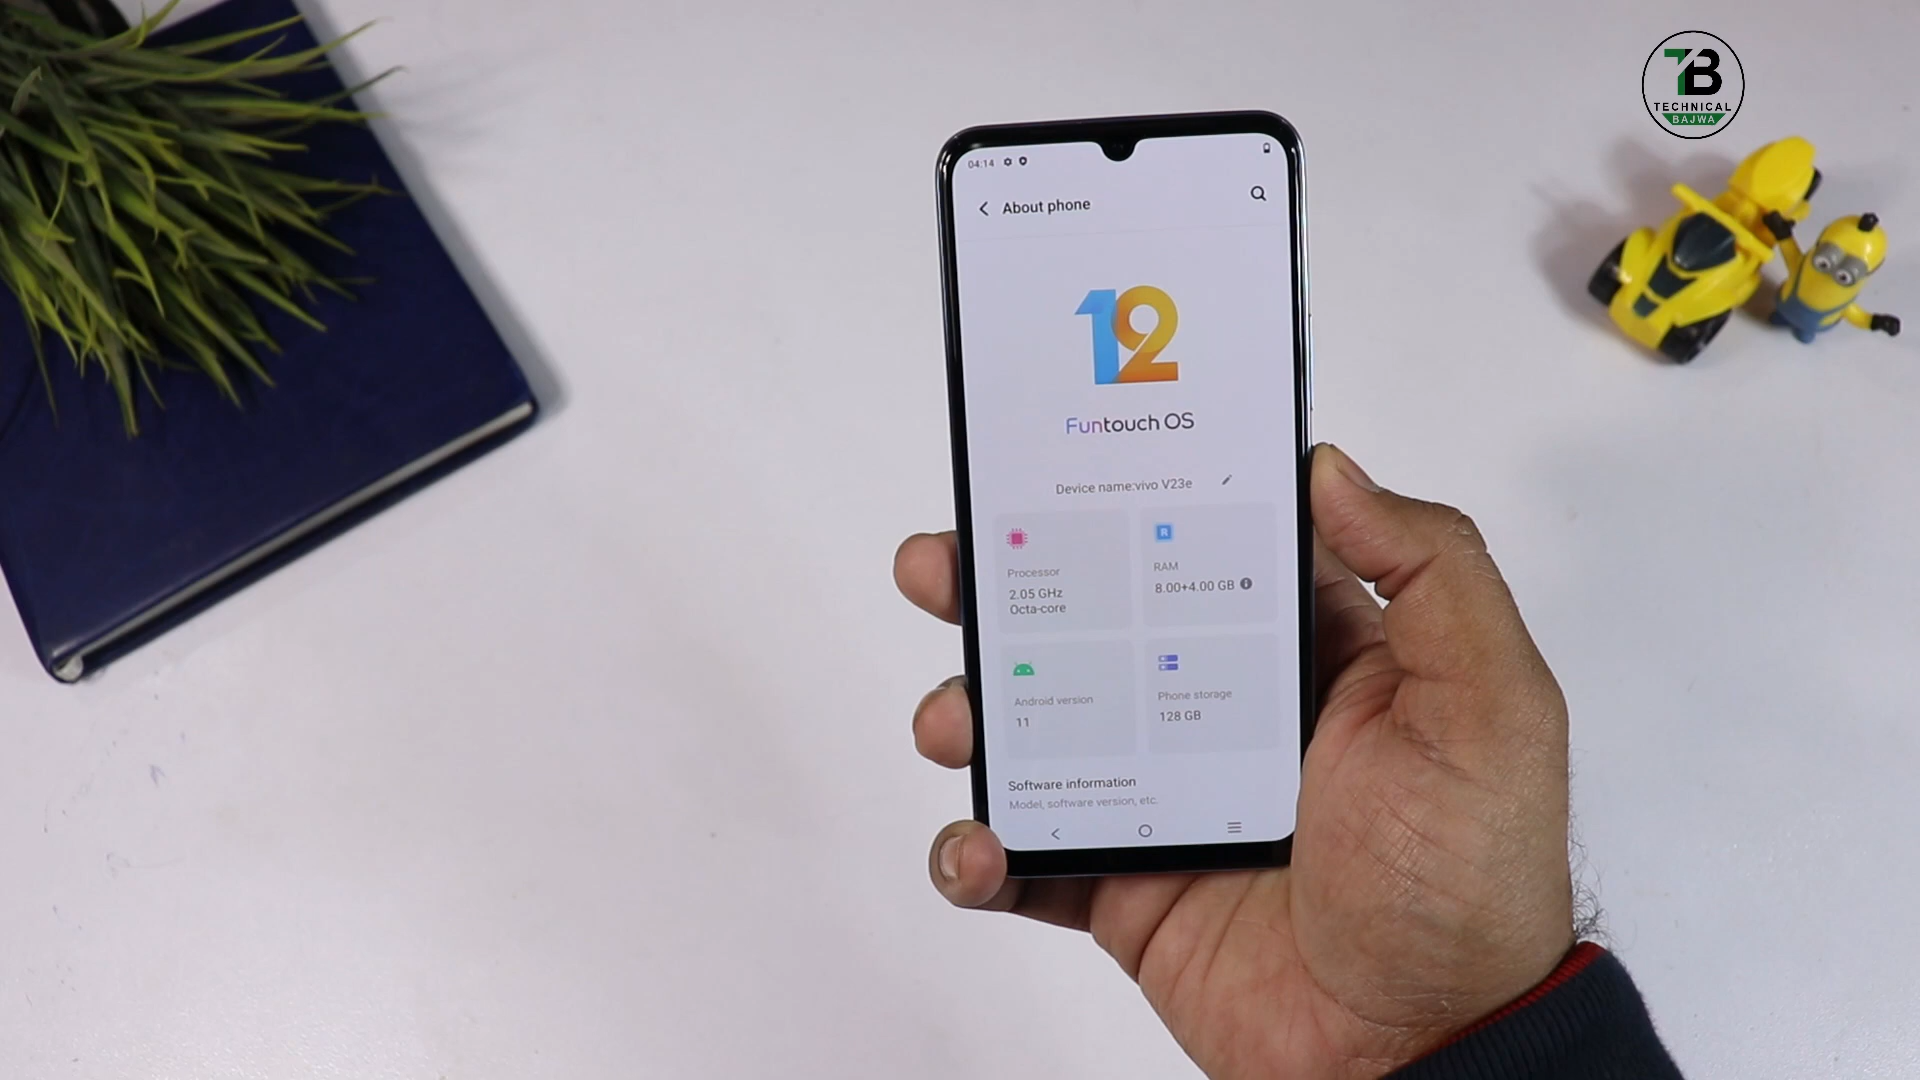 TB
TECHNICAL
BAJWA
04:14
About phone
12
Funtouch OS
Device name:vivo V23e
Processor
2.05 GHz
Octa-core
R
RAM
8.00+4.00 GB
Android version
11
Phone storage
128 GB
Software information
Model, software version, etc.